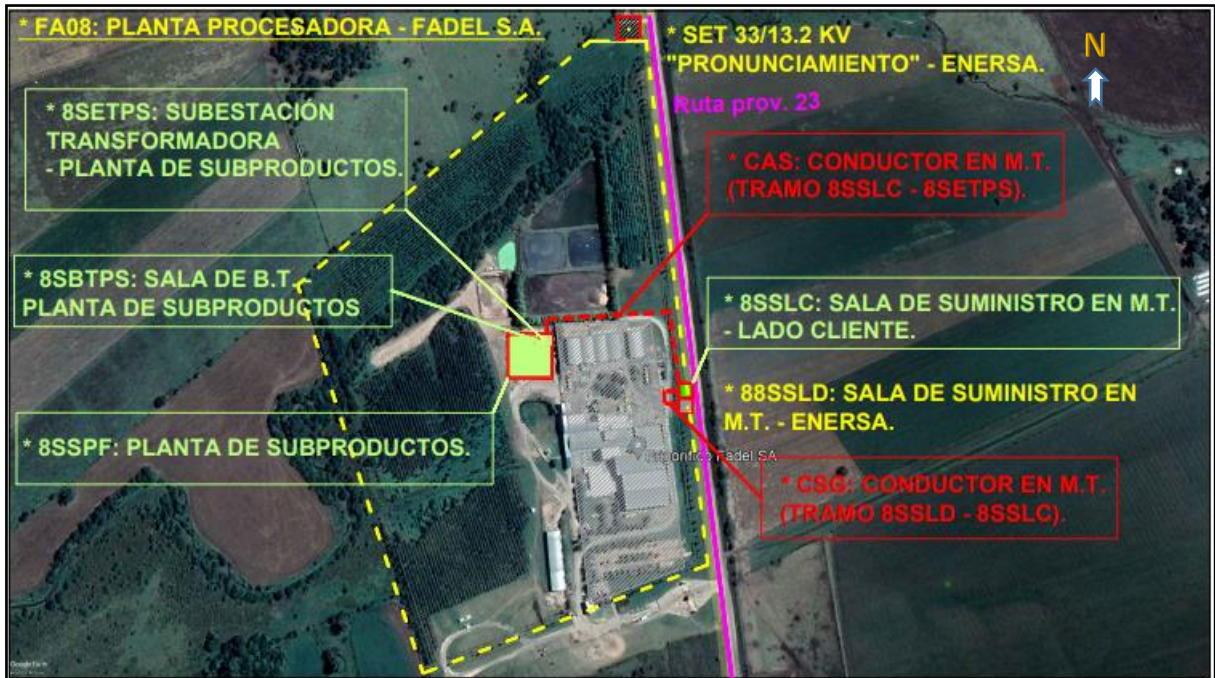 * FA08: PLANTA PROCESADORA - FADEL S.A.
* SET 33/13.2 KV
"PRONUNCIAMIENTO" - ENERSA.
N
Ruta prov. 23
* 8SETPS: SUBESTACIÓN
TRANSFORMADORA
- PLANTA DE SUBPRODUCTOS.
* CAS: CONDUCTOR EN M.T.
(TRAMO 8SSLC - 8SETPS).
* 8SBTPS: SALA DE B.T. -
PLANTA DE SUBPRODUCTOS
* 8SSLC: SALA DE SUMINISTRO EN M.T.
- LADO CLIENTE.
* 88SSLD: SALA DE SUMINISTRO EN
M.T. - ENERSA.
* 8SSPF: PLANTA DE SUBPRODUCTOS.
Fadel SA
* CSG: CONDUCTOR EN M.T.
(TRAMO 8SSLD - 8SSLC).
Google Earth